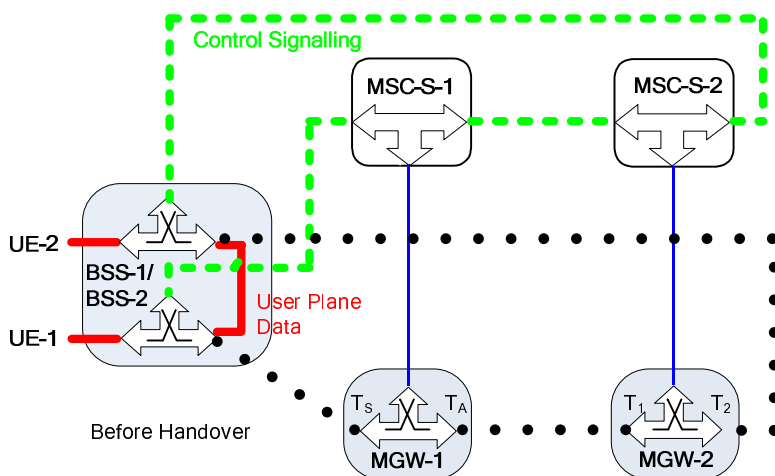 Control Signalling
MSC-S-1
MSC-S-2
UE-2
BSS-1/
BSS-2
User Plane
Data
UE-1
Before Handover
TS
TA
MGW-1
T1
T2
MGW-2